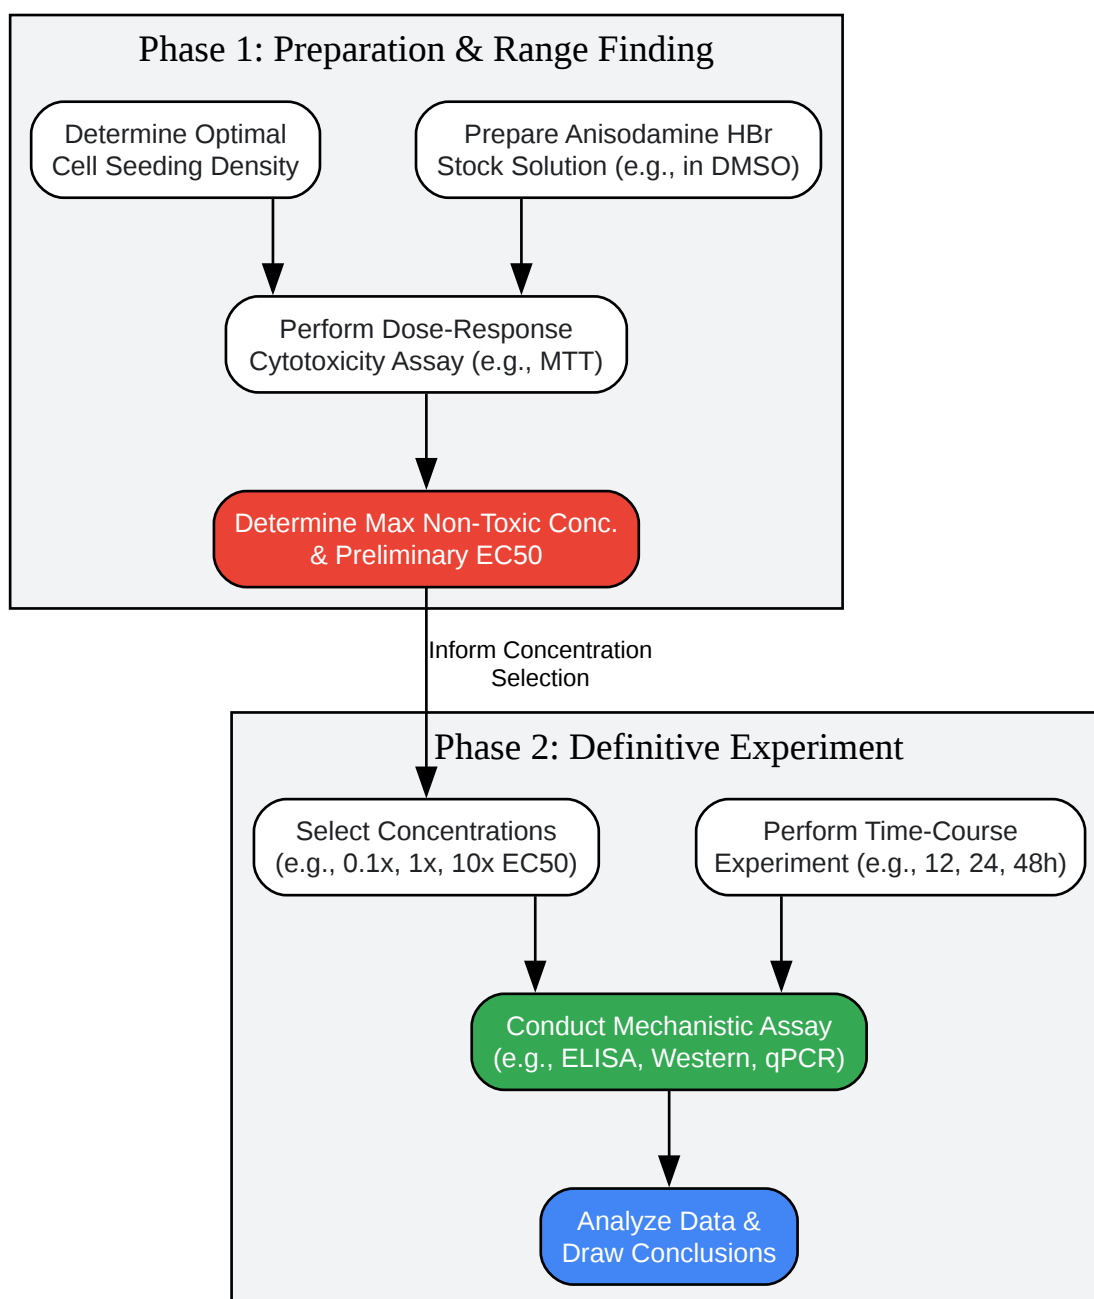 Phase 1: Preparation & Range Finding
Determine Optimal
Cell Seeding Density
Prepare Anisodamine HBr
Stock Solution (e.g., in DMSO)
Perform Dose-Response
Cytotoxicity Assay (e.g., MTT)
Determine Max Non-Toxic Conc.
& Preliminary EC50
Inform Concentration
Selection
Phase 2: Definitive Experiment
Select Concentrations
(e.g., 0.1x, 1x, 10x EC50)
Perform Time-Course
Experiment (e.g., 12, 24, 48h)
Conduct Mechanistic Assay
(e.g., ELISA, Western, qPCR)
Analyze Data &
Draw Conclusions